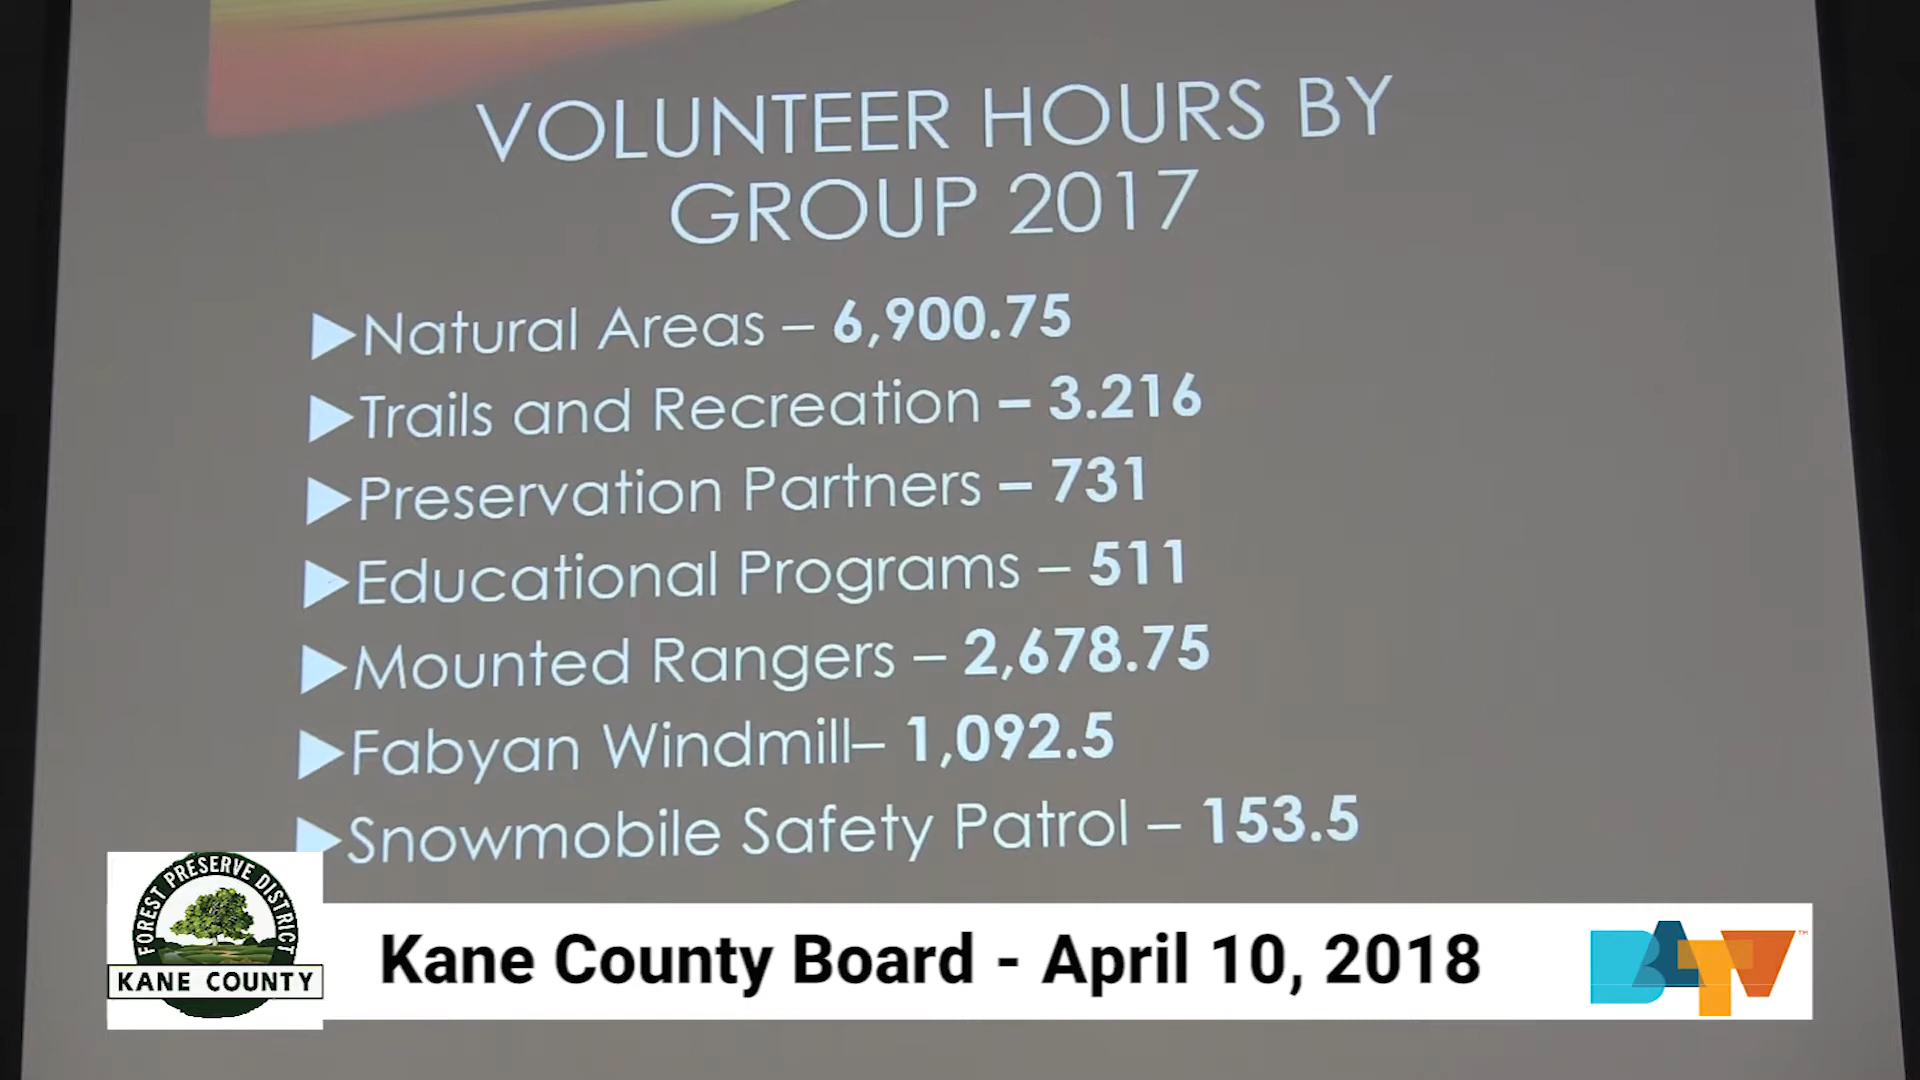 VOLUNTEER HOURS BY
GROUP 2017
▶Natural Areas – 6,900.75
▶Trails and Recreation – 3.216
▶Preservation Partners – 731
▶Educational Programs – 511
▶Mounted Rangers – 2,678.75
▶Fabyan Windmill– 1,092.5
▶Snowmobile Safety Patrol – 153.5
FOREST PRESERVE DISTRICT
KANE COUNTY
Kane County Board - April 10, 2018
BATV™